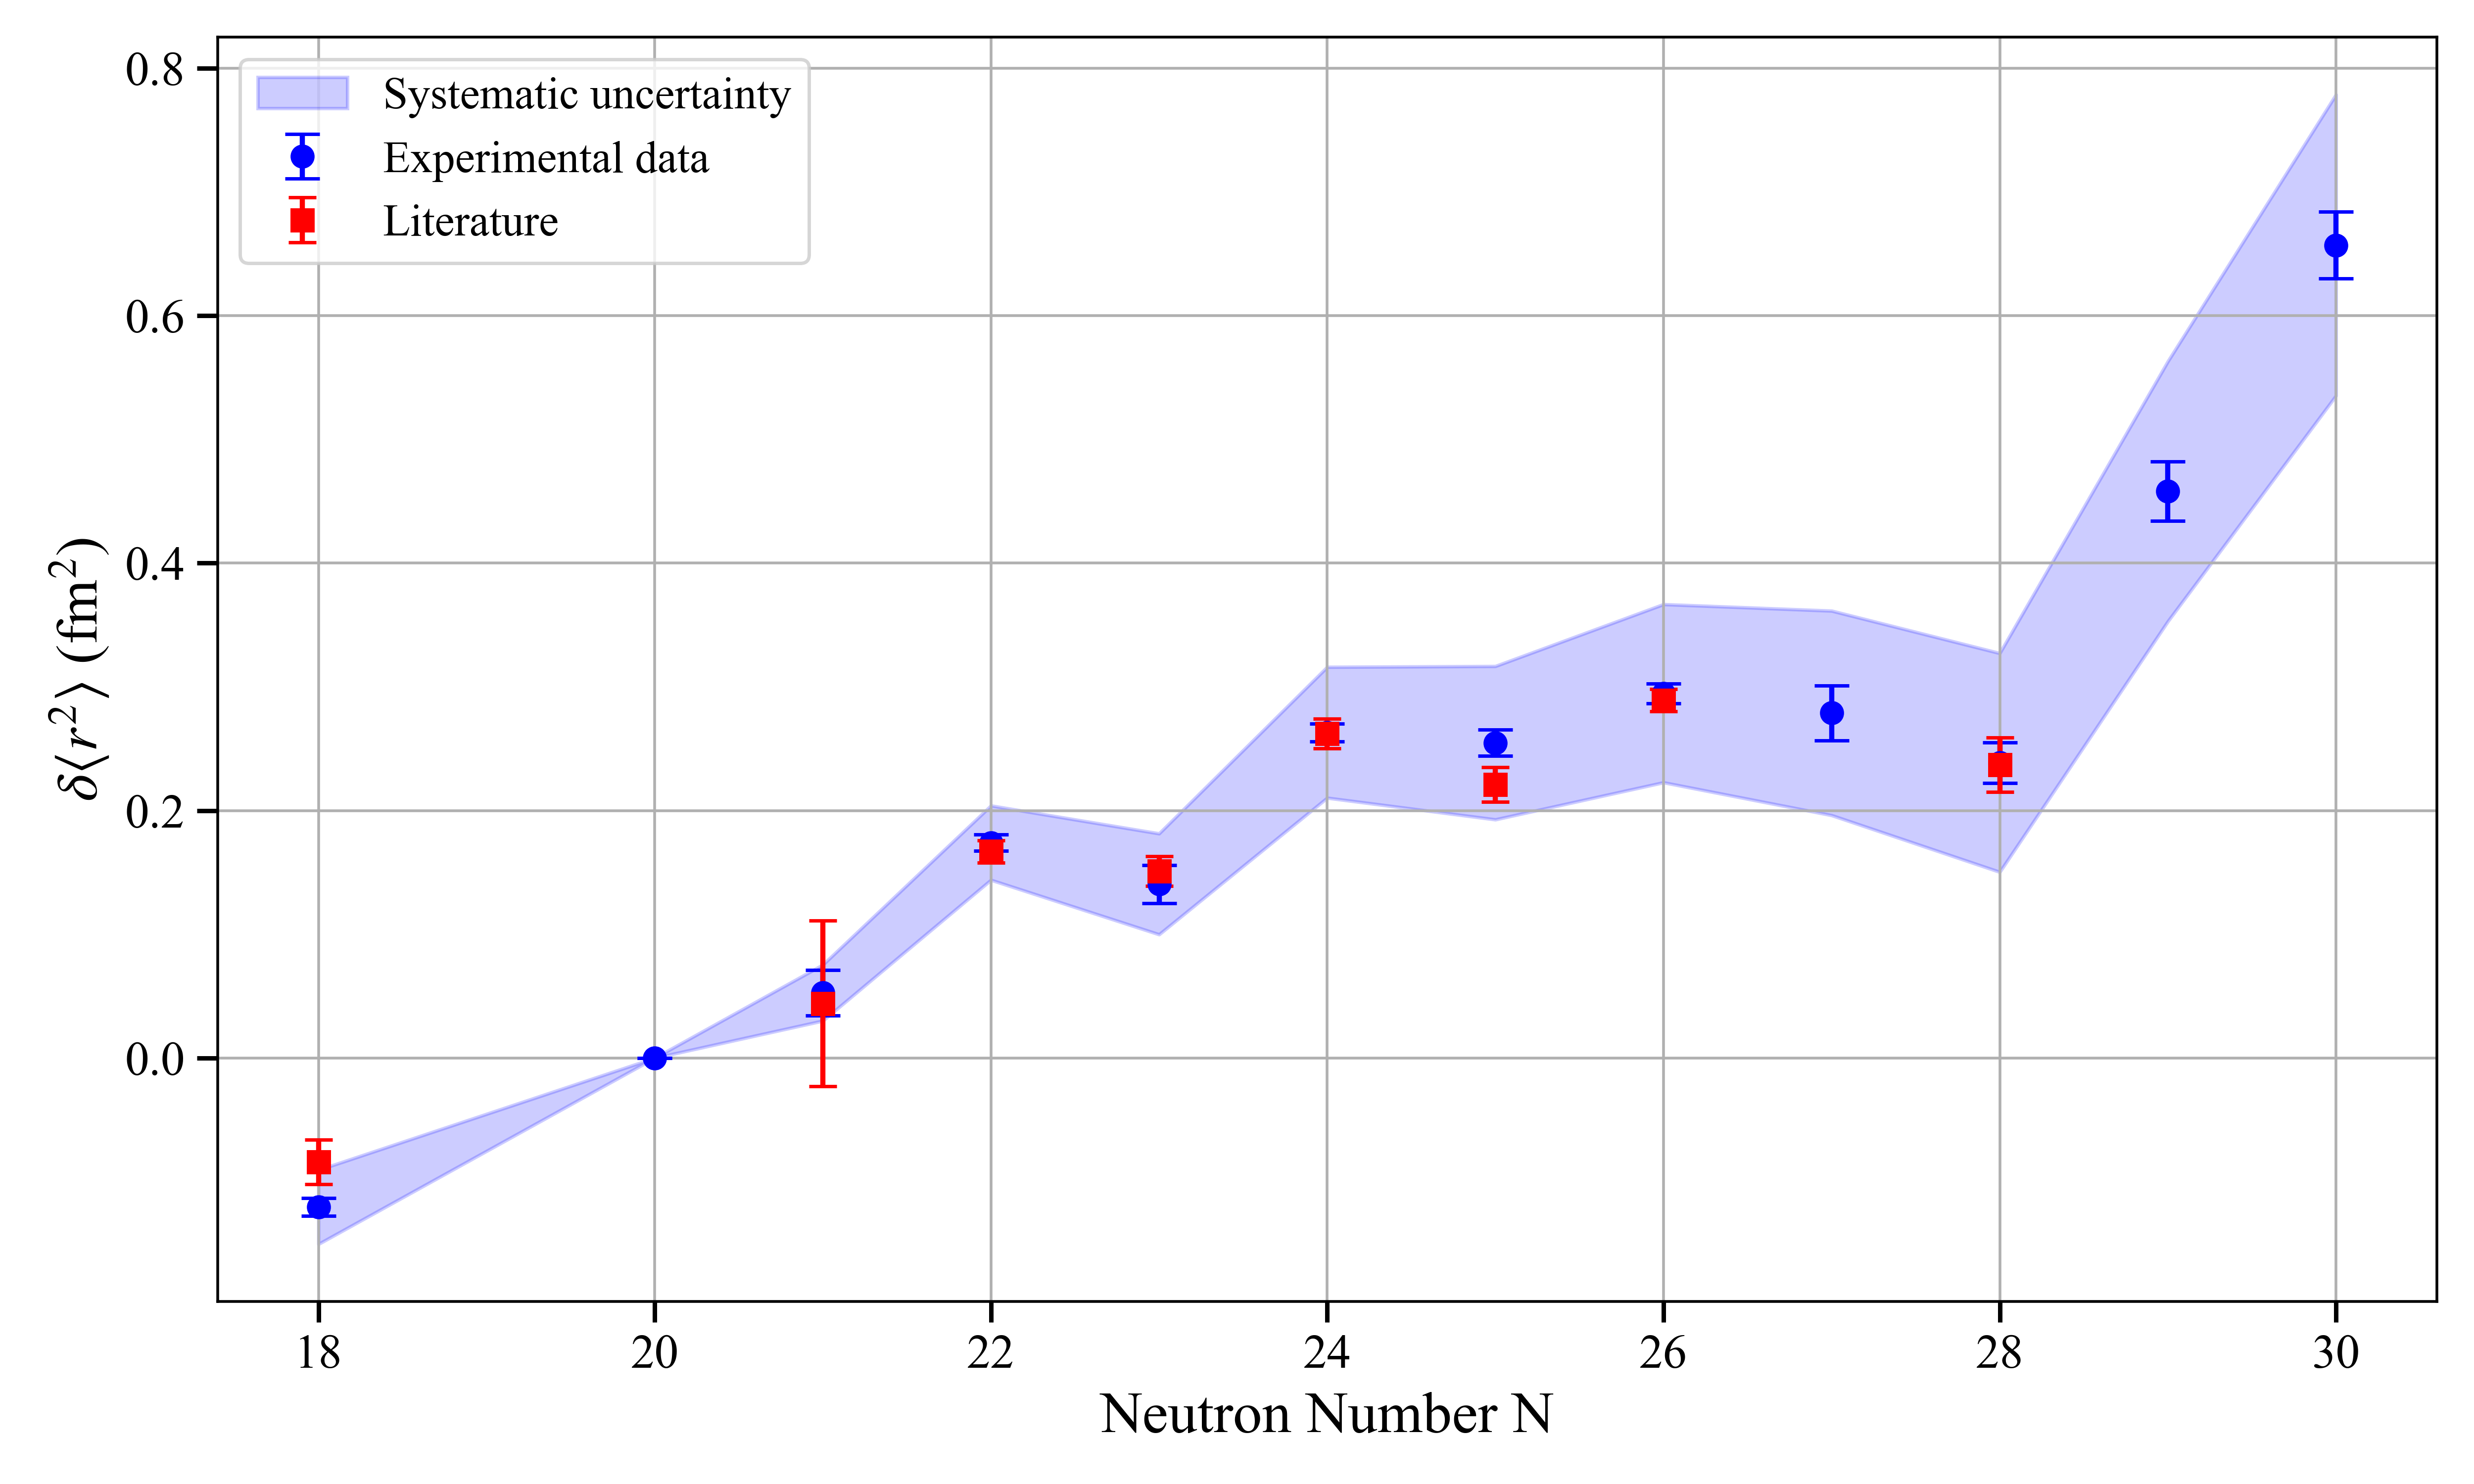 Systematic uncertainty
Experimental data
Literature
0.8
0.6
0.4
0.2
0.0
δ⟨r²⟩ (fm²)
18 20 22 24 26 28 30
Neutron Number N